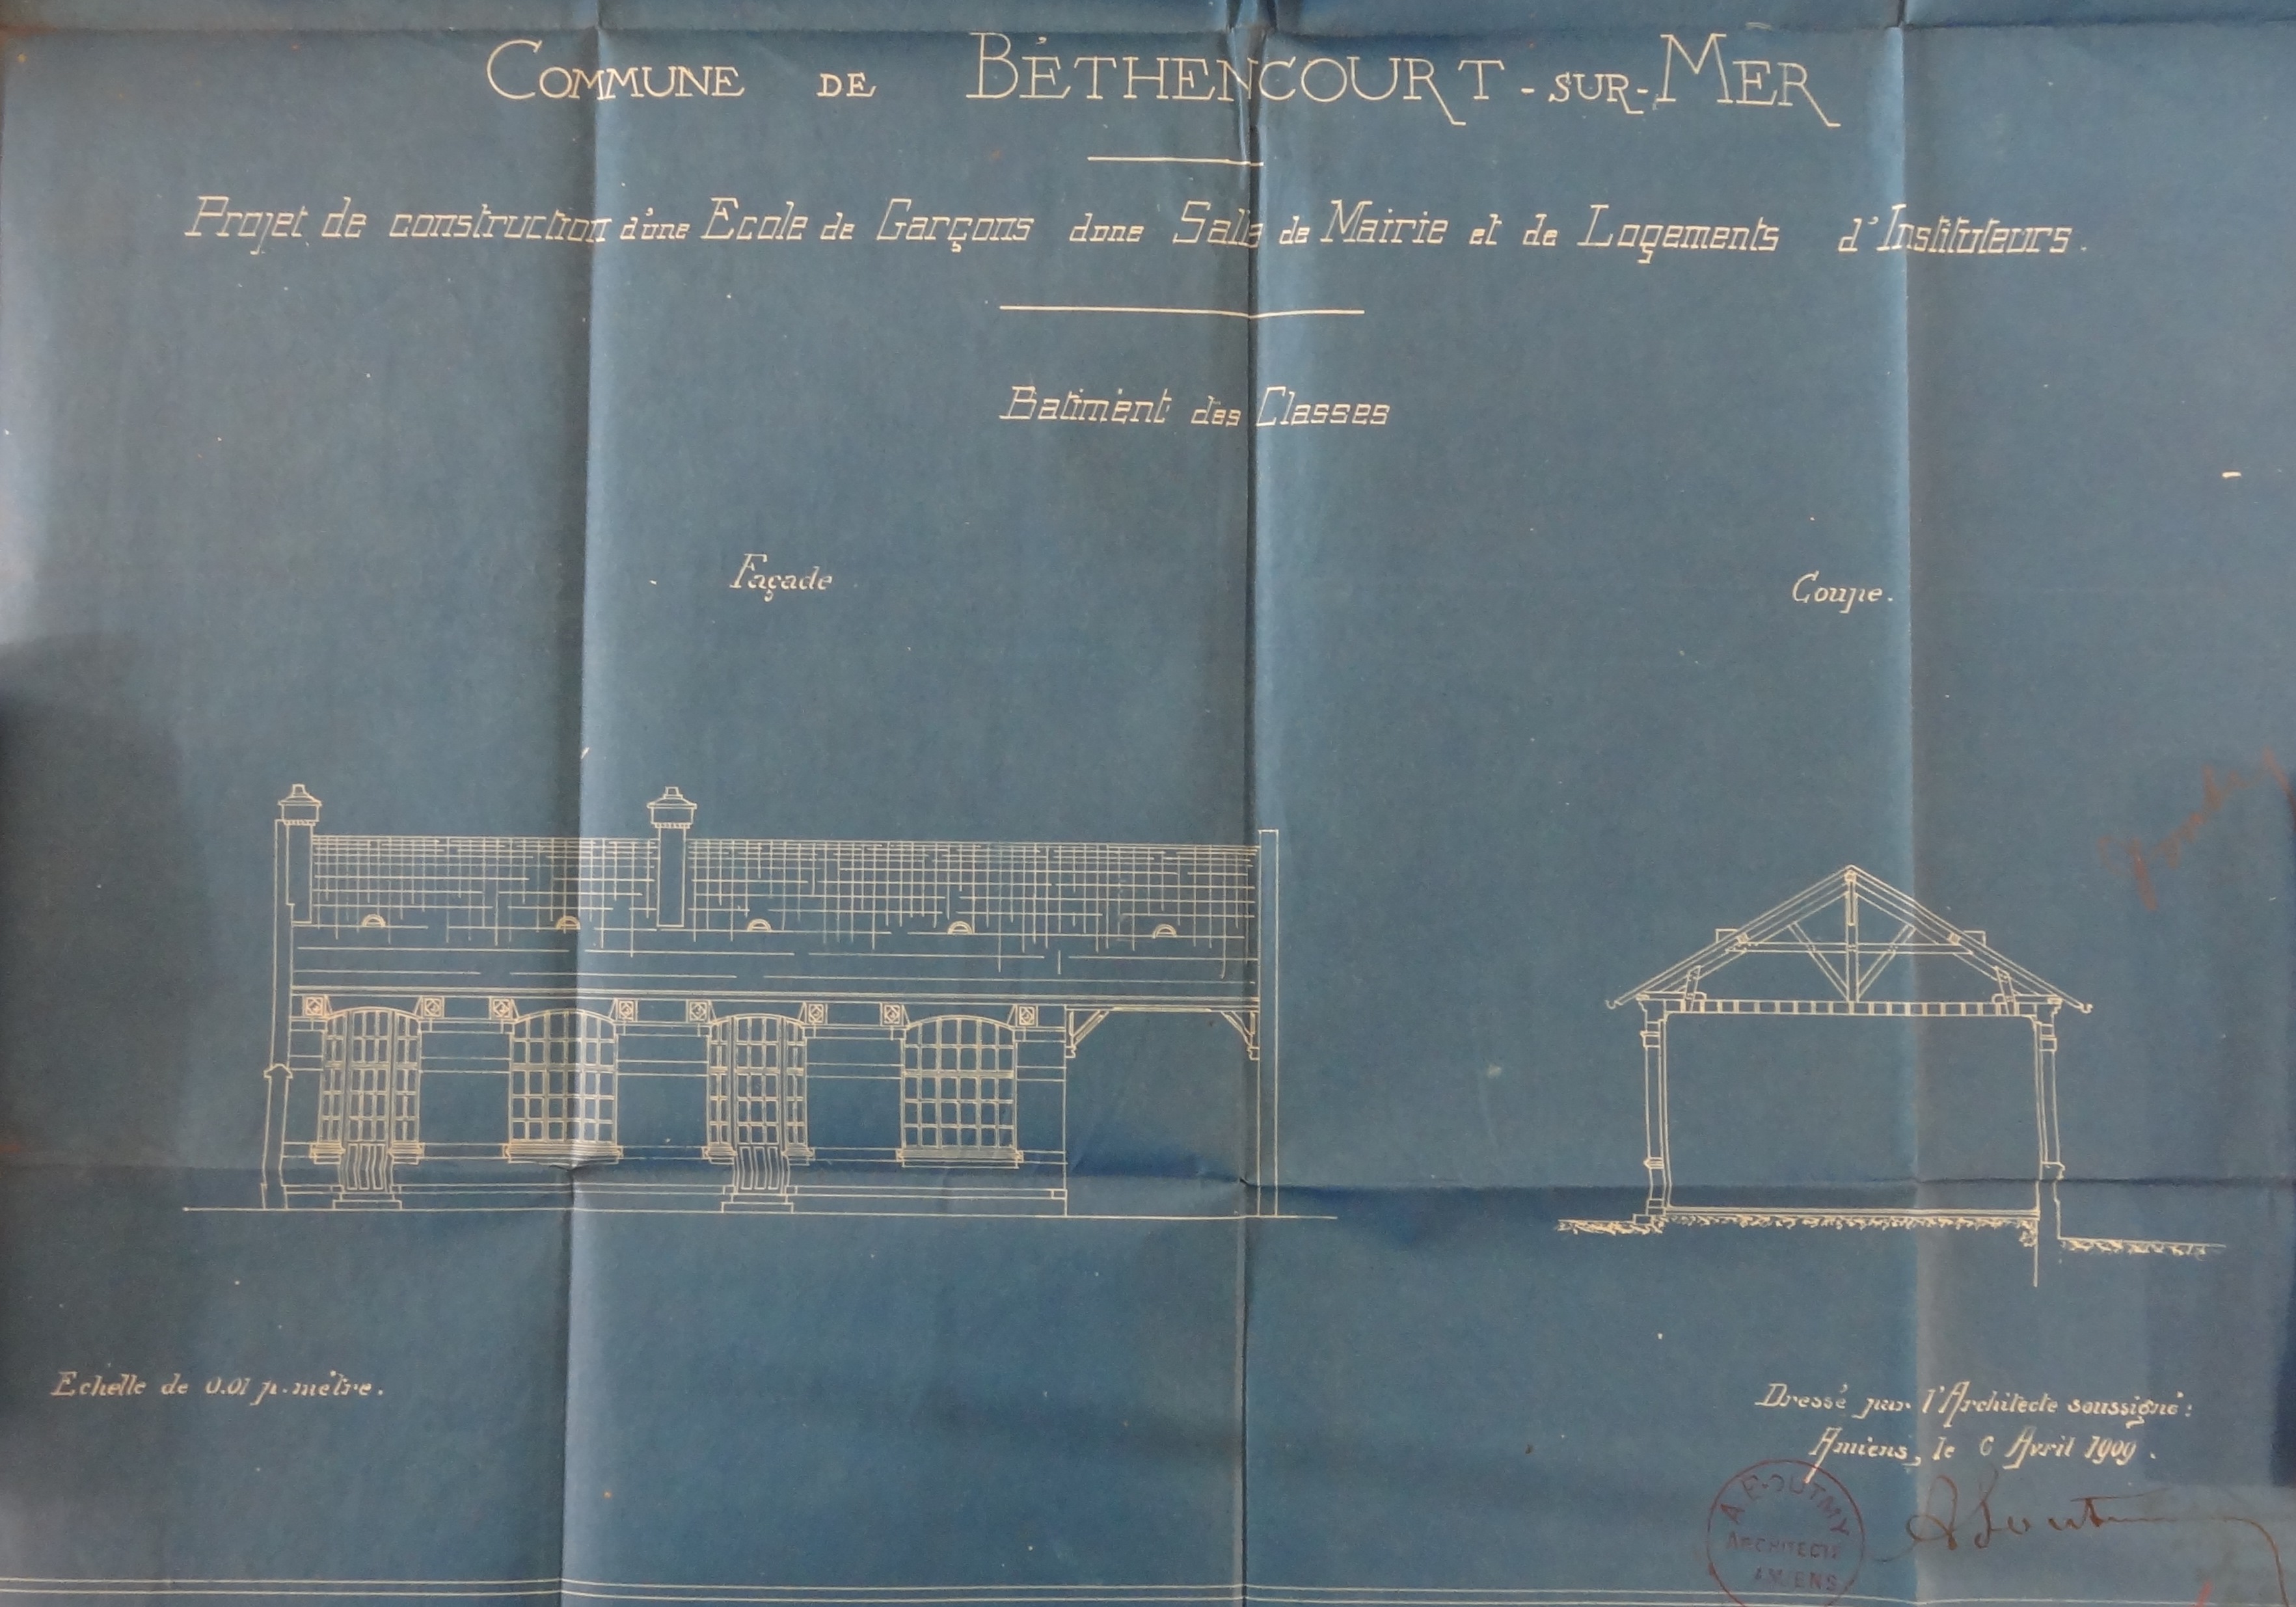 COMMUNE DE BÉTHENCOURT-SUR-MER
Projet de construction d'une Ecole de Garçons dune Salle de Mairie et de Logements d'Instituteurs.
Batiment des Classes
Façade
Coupe.
Echelle de 0.01 p. mètre.
Dressé par l'Architecte soussigné:
Amiens, le 6 Avril 1909.
ARCHITECTE
AMIENS